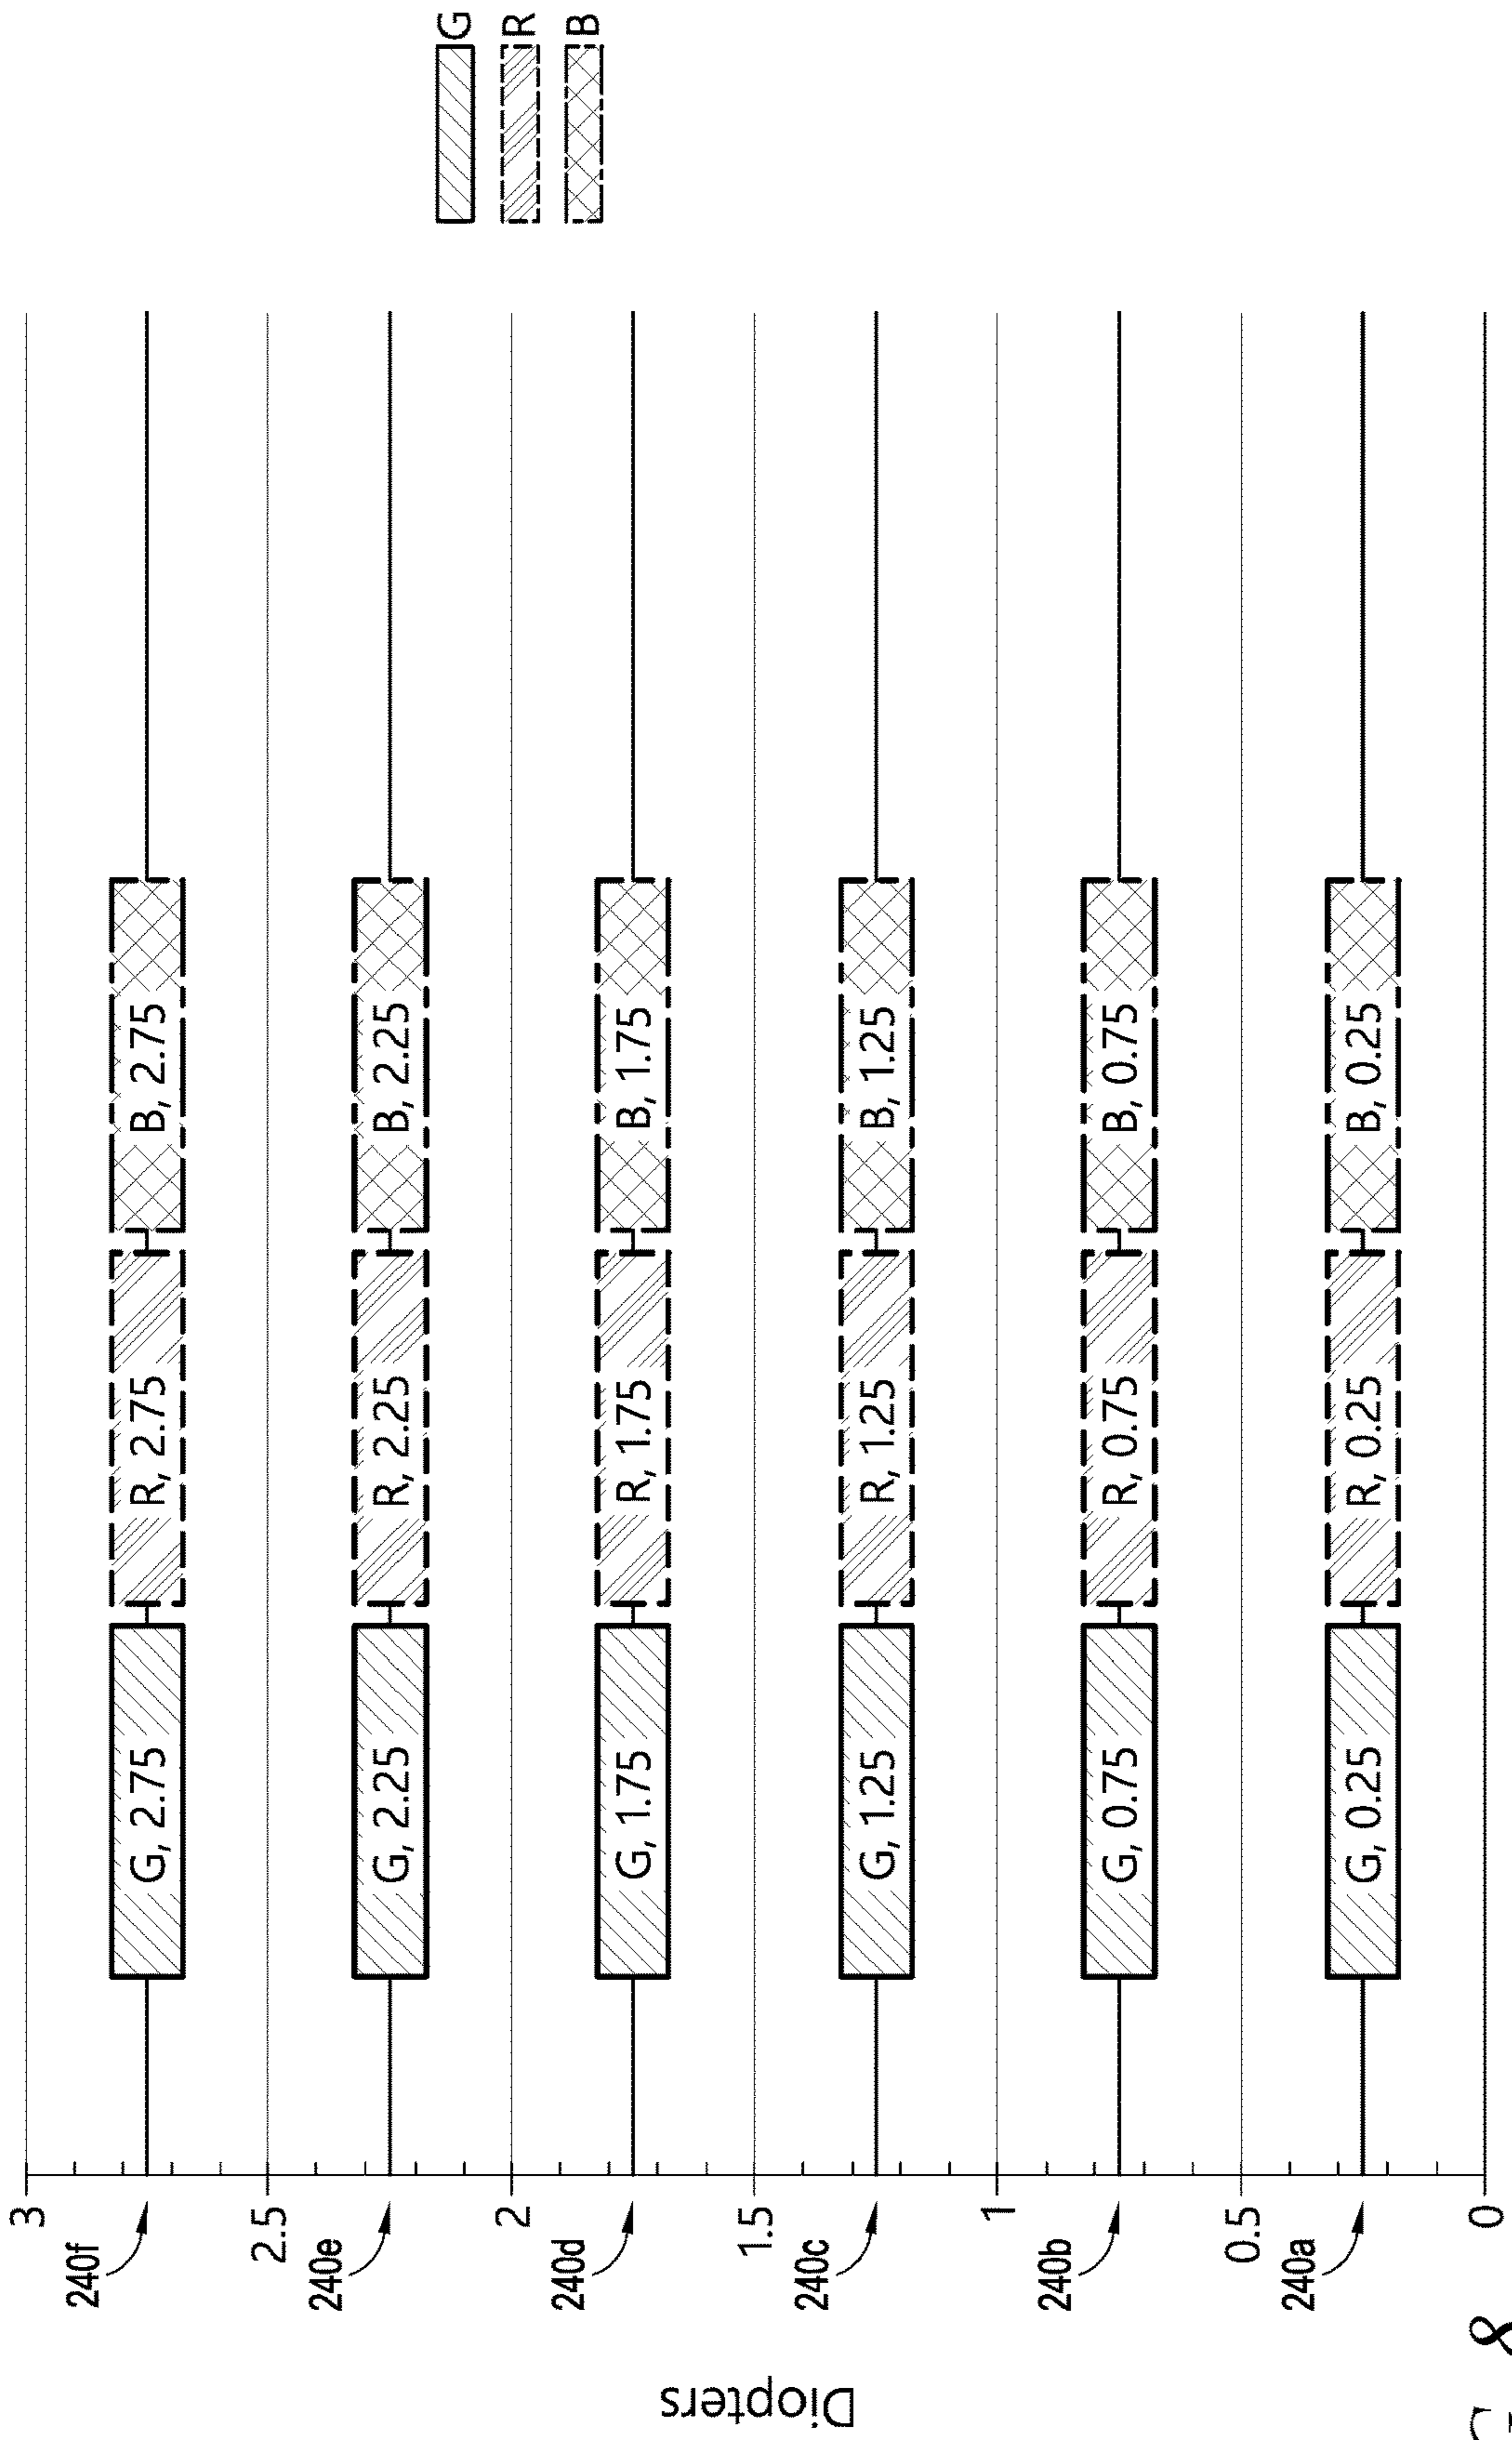 3
2.5
2
1.5
1
0.5
0
Diopters
240f
G, 2.75
R, 2.75
B, 2.75
240e
G, 2.25
R, 2.25
B, 2.25
240d
G, 1.75
R, 1.75
B, 1.75
240c
G, 1.25
R, 1.25
B, 1.25
240b
G, 0.75
R, 0.75
B, 0.75
240a
G, 0.25
R, 0.25
B, 0.25
G
R
B
8